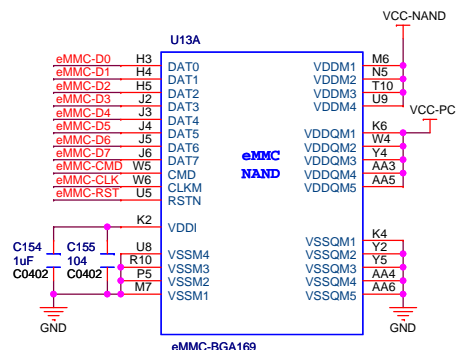 VCC-NAND
U13A
eMMC-D0 H3 DAT0 VDDM1 M6
eMMC-D1 H4 DAT1 VDDM2 N5
eMMC-D2 H5 DAT2 VDDM3 T10
eMMC-D3 J2 DAT3 VDDM4 U9
VCC-PC
eMMC-D4 J3 DAT4
eMMC-D5 J4 DAT5 VDDQM1 K6
eMMC-D6 J5 DAT6 VDDQM2 W4
eMMC-D7 J6 DAT7 eMMC VDDQM3 Y4
eMMC-CMD W5 CMD NAND VDDQM4 AA3
eMMC-CLK W6 CLKM VDDQM5 AA5
eMMC-RST U5 RSTN
K2 VDDI
VSSQM1 K4
C154 C155 U8 VSSM4 VSSQM2 Y2
1uF 104 R10 VSSM3 VSSQM3 Y5
C0402 C0402 P5 VSSM2 VSSQM4 AA4
M7 VSSM1 VSSQM5 AA6
GND GND
eMMC-BGA169